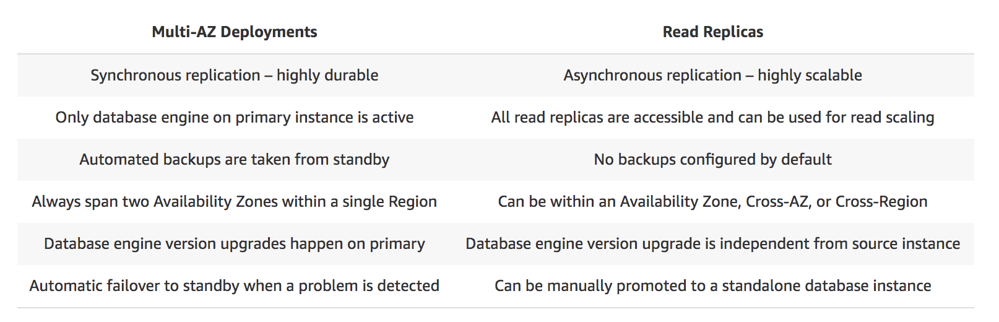 Multi-AZ Deployments Read Replicas
Synchronous replication – highly durable Asynchronous replication – highly scalable
Only database engine on primary instance is active All read replicas are accessible and can be used for read scaling
Automated backups are taken from standby No backups configured by default
Always span two Availability Zones within a single Region Can be within an Availability Zone, Cross-AZ, or Cross-Region
Database engine version upgrades happen on primary Database engine version upgrade is independent from source instance
Automatic failover to standby when a problem is detected Can be manually promoted to a standalone database instance